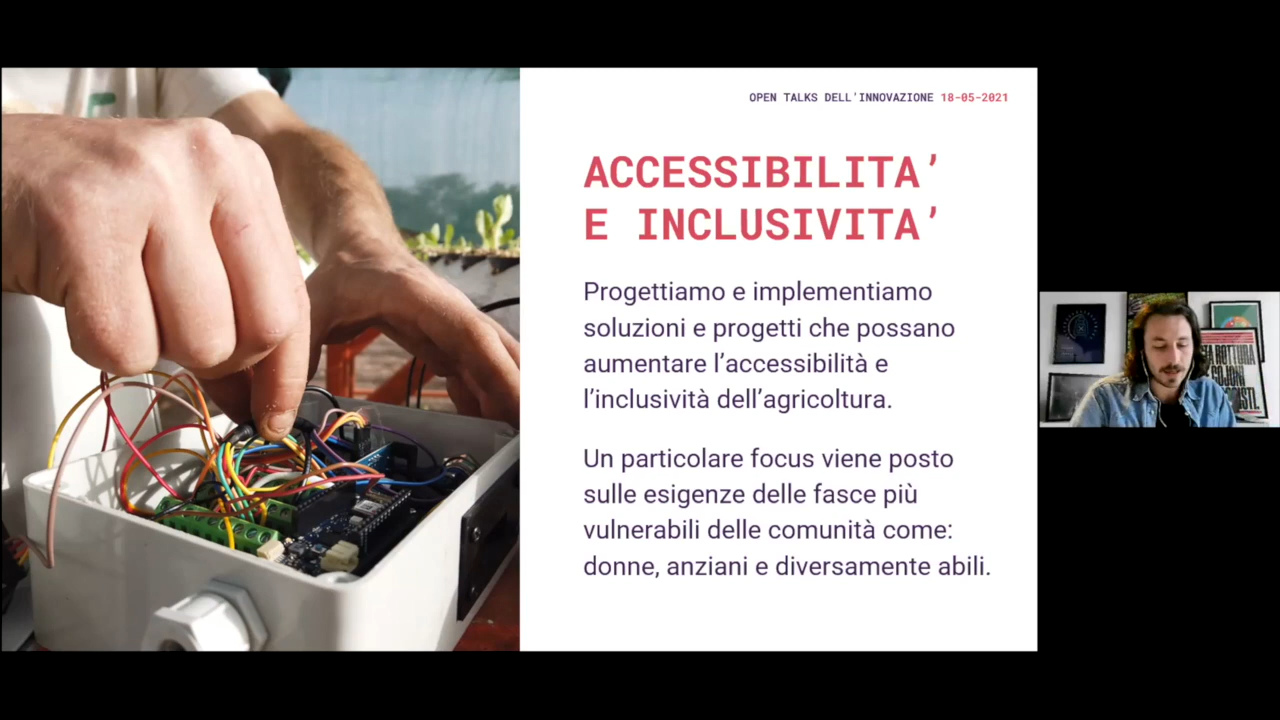 OPEN TALKS DELL'INNOVAZIONE 18-05-2021
ACCESSIBILITA’
E INCLUSIVITA’
Progettiamo e implementiamo
soluzioni e progetti che possano
aumentare l’accessibilità e
l’inclusività dell’agricoltura.
Un particolare focus viene posto
sulle esigenze delle fasce più
vulnerabili delle comunità come:
donne, anziani e diversamente abili.